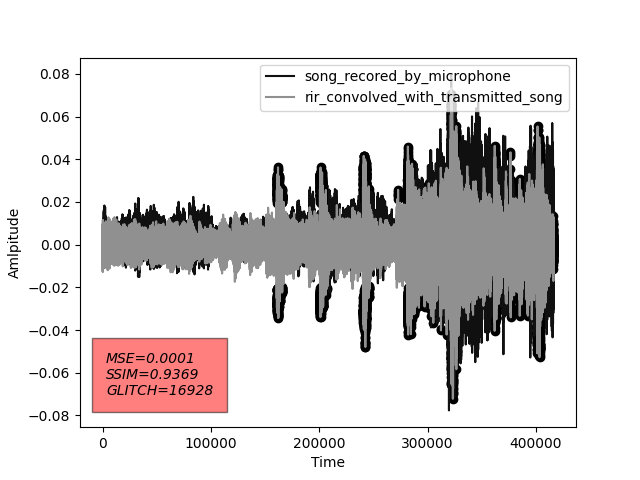 song_recored_by_microphone
rir_convolved_with_transmitted_song
0.08
0.06
0.04
0.02
0.00
−0.02
−0.04
−0.06
−0.08
Amlpitude
MSE=0.0001
SSIM=0.9369
GLITCH=16928
0 100000 200000 300000 400000
Time